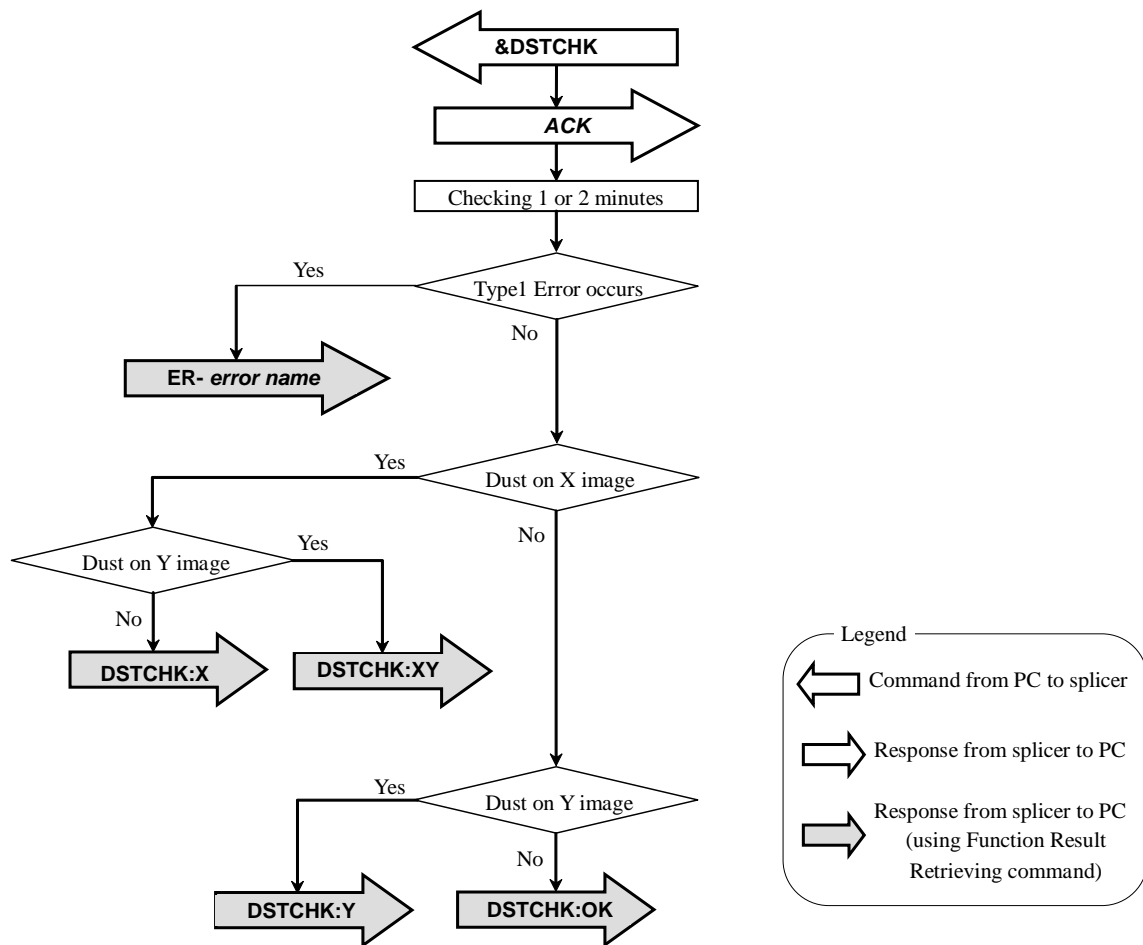 &DSTCHK
ACK
Checking 1 or 2 minutes
Yes
Type1 Error occurs
No
ER- error name
Yes
Dust on X image
No
Dust on Y image
Yes
No
DSTCHK:X
DSTCHK:XY
Yes
Dust on Y image
No
DSTCHK:Y
DSTCHK:OK
Legend
Command from PC to splicer
Response from splicer to PC
Response from splicer to PC
(using Function Result
Retrieving command)